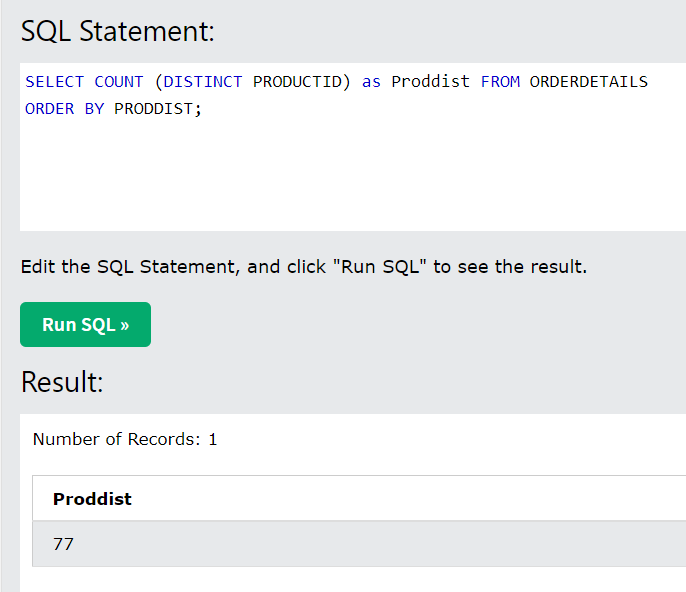 SQL Statement:
SELECT COUNT (DISTINCT PRODUCTID) as Proddist FROM ORDERDETAILS
ORDER BY PRODDIST;
Edit the SQL Statement, and click "Run SQL" to see the result.
Run SQL »
Result:
Number of Records: 1
Proddist
77